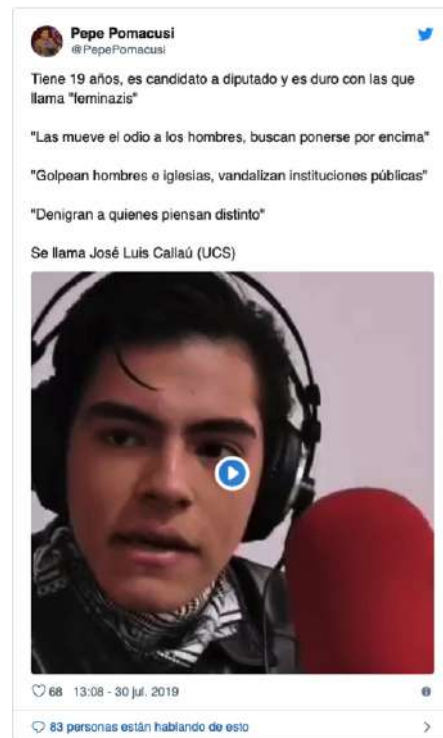 Pepe Pomacusi
@PepePomacusi
Tiene 19 años, es candidato a diputado y es duro con las que
llama "feminazis"
"Las mueve el odio a los hombres, buscan ponerse por encima"
"Golpean hombres e iglesias, vandalizan instituciones públicas"
"Denigran a quienes piensan distinto"
Se llama José Luis Callaú (UCS)
68 13:08 - 30 jul. 2019
83 personas están hablando de esto